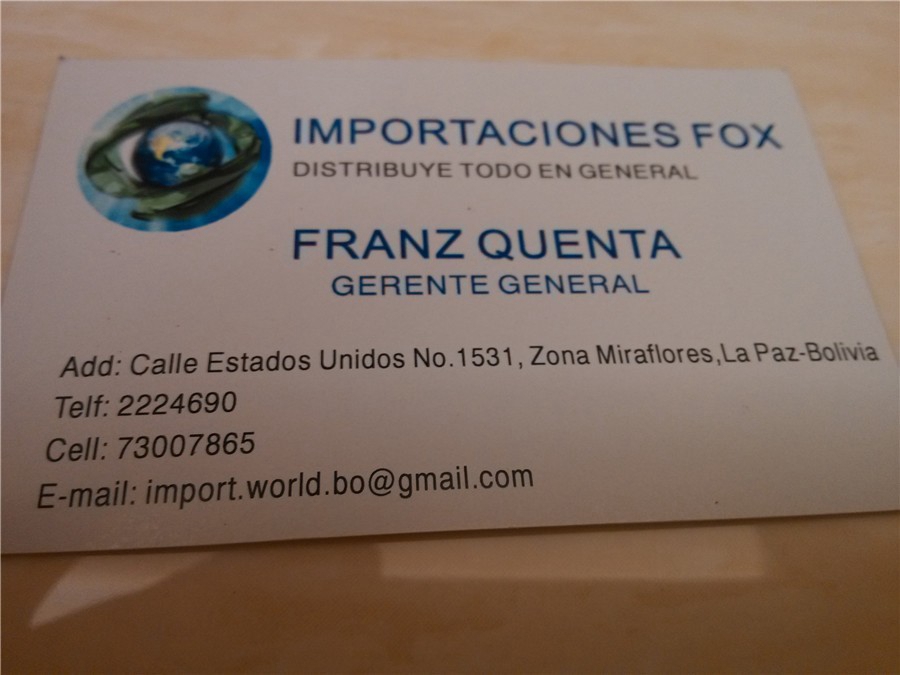 IMPORTACIONES FOX
DISTRIBUYE TODO EN GENERAL
FRANZ QUENTA
GERENTE GENERAL
Add: Calle Estados Unidos No.1531, Zona Miraflores,La Paz-Bolivia
Telf: 2224690
Cell: 73007865
E-mail: import.world.bo@gmail.com